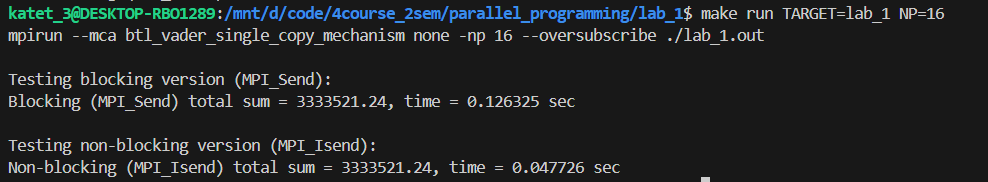 katet_3@DESKTOP-RBO1289:/mnt/d/code/4course_2sem/parallel_programming/lab_1$ make run TARGET=lab_1 NP=16
mpirun --mca btl_vader_single_copy_mechanism none -np 16 --oversubscribe ./lab_1.out
Testing blocking version (MPI_Send):
Blocking (MPI_Send) total sum = 3333521.24, time = 0.126325 sec
Testing non-blocking version (MPI_Isend):
Non-blocking (MPI_Isend) total sum = 3333521.24, time = 0.047726 sec